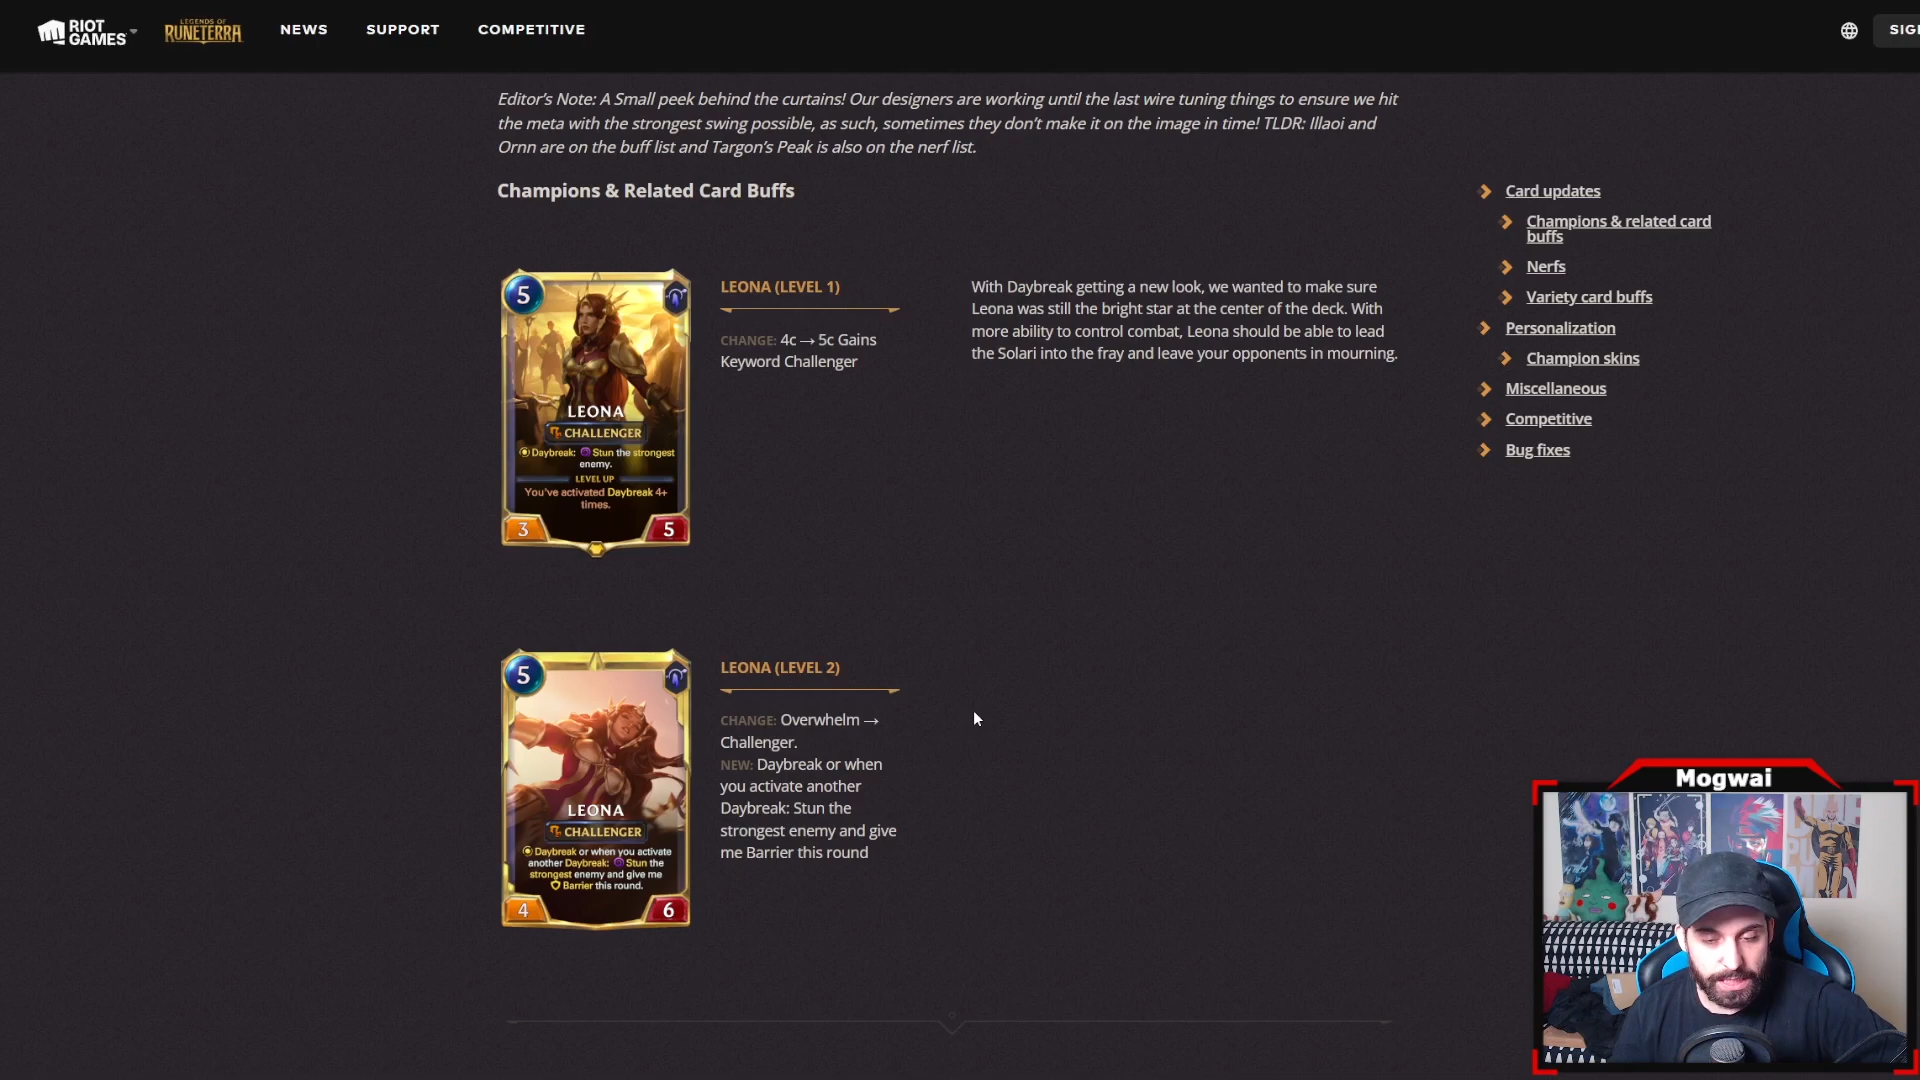 RIOT
GAMES
LEGENDS OF
RUNETERRA
NEWS
SUPPORT
COMPETITIVE
SIG
Editor's Note: A Small peek behind the curtains! Our designers are working until the last wire tuning things to ensure we hit
the meta with the strongest swing possible, as such, sometimes they don't make it on the image in time! TLDR: Illaoi and
Ornn are on the buff list and Targon's Peak is also on the nerf list.
Champions & Related Card Buffs
5
LEONA
CHALLENGER
Daybreak: Stun the strongest
enemy.
LEVEL UP
You've activated Daybreak 4+
times.
3
5
LEONA (LEVEL 1)
CHANGE: 4c → 5c Gains
Keyword Challenger
With Daybreak getting a new look, we wanted to make sure
Leona was still the bright star at the center of the deck. With
more ability to control combat, Leona should be able to lead
the Solari into the fray and leave your opponents in mourning.
5
LEONA
CHALLENGER
Daybreak or when you activate
another Daybreak: Stun the
strongest enemy and give me
Barrier this round.
4
6
LEONA (LEVEL 2)
CHANGE: Overwhelm →
Challenger.
NEW: Daybreak or when
you activate another
Daybreak: Stun the
strongest enemy and give
me Barrier this round
Card updates
Champions & related card
buffs
Nerfs
Variety card buffs
Personalization
Champion skins
Miscellaneous
Competitive
Bug fixes
Mogwai